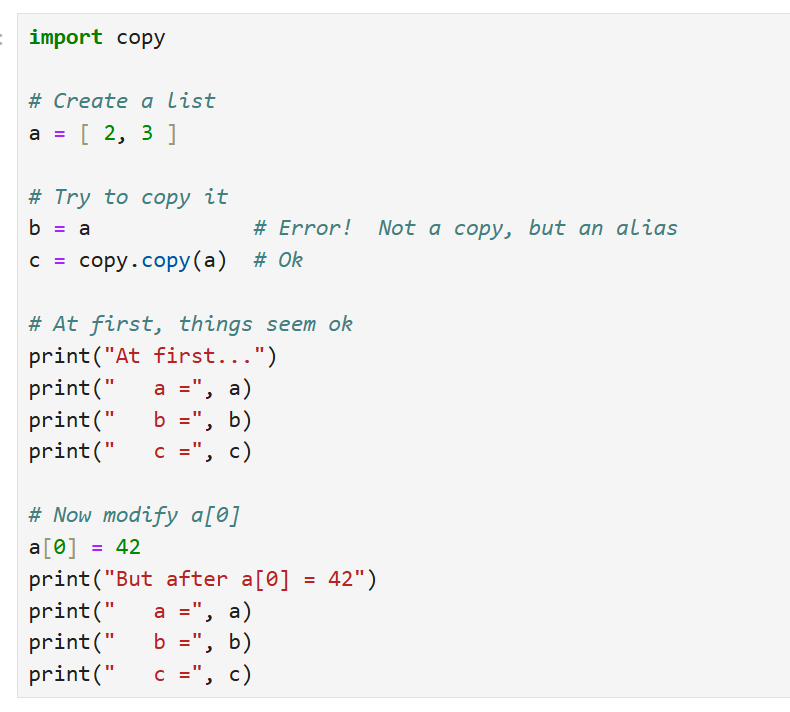 import copy
# Create a list
a = [ 2, 3 ]
# Try to copy it
b = a             # Error!  Not a copy, but an alias
c = copy.copy(a)  # Ok
# At first, things seem ok
print("At first...")
print("   a =", a)
print("   b =", b)
print("   c =", c)
# Now modify a[0]
a[0] = 42
print("But after a[0] = 42")
print("   a =", a)
print("   b =", b)
print("   c =", c)